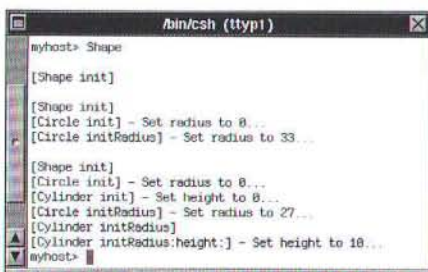 /bin/csh (ttyp1)
myhost> Shape
[Shape init]
[Shape init]
[Circle init] - Set radius to 0...
[Circle initRadius] - Set radius to 33...
[Shape init]
[Circle init] - Set radius to 0...
[Cylinder init] - Set height to 0...
[Circle initRadius] - Set radius to 27...
[Cylinder initRadius]
[Cylinder initRadius:height:] - Set height to 10...
myhost>